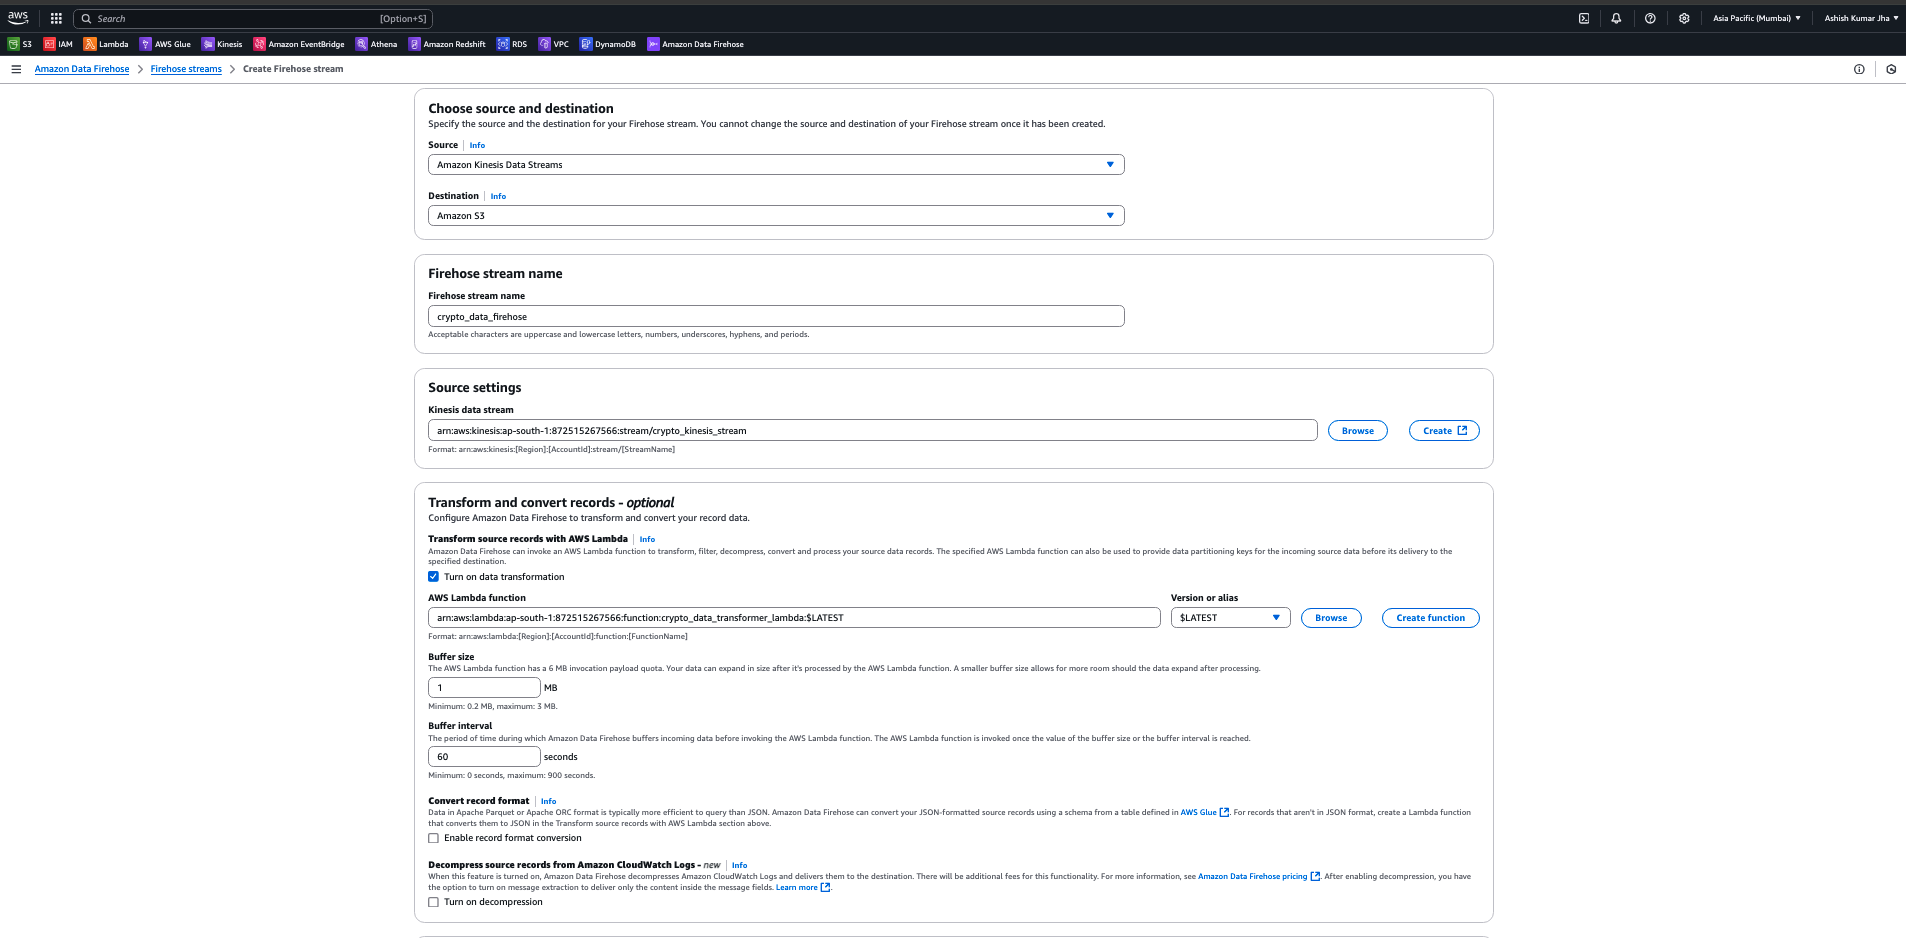 aws
Search [Option+S] Asia Pacific (Mumbai) Ashish Kumar Jha
S3 IAM Lambda AWS Glue Kinesis Amazon EventBridge Athena Amazon Redshift RDS VPC DynamoDB Amazon Data Firehose
Amazon Data Firehose > Firehose streams > Create Firehose stream
Choose source and destination
Specify the source and the destination for your Firehose stream. You cannot change the source and destination of your Firehose stream once it has been created.
Source Info
Amazon Kinesis Data Streams
Destination Info
Amazon S3
Firehose stream name
Firehose stream name
crypto_data_firehose
Acceptable characters are uppercase and lowercase letters, numbers, underscores, hyphens, and periods.
Source settings
Kinesis data stream
arn:aws:kinesis:ap-south-1:872515267566:stream/crypto_kinesis_stream Browse Create
Format: arn:aws:kinesis:[Region]:[AccountId]:stream/[StreamName]
Transform and convert records - optional
Configure Amazon Data Firehose to transform and convert your record data.
Transform source records with AWS Lambda Info
Amazon Data Firehose can invoke an AWS Lambda function to transform, filter, decompress, convert and process your source data records. The specified AWS Lambda function can also be used to provide data partitioning keys for the incoming source data before its delivery to the
specified destination.
Turn on data transformation
AWS Lambda function Version or alias
arn:aws:lambda:ap-south-1:872515267566:function:crypto_data_transformer_lambda:$LATEST $LATEST Browse Create function
Format: arn:aws:lambda:[Region]:[AccountId]:function:[FunctionName]
Buffer size
The AWS Lambda function has a 6 MB invocation payload quota. Your data can expand in size after it's processed by the AWS Lambda function. A smaller buffer size allows for more room should the data expand after processing.
1 MB
Minimum: 0.2 MB, maximum: 3 MB.
Buffer interval
The period of time during which Amazon Data Firehose buffers incoming data before invoking the AWS Lambda function. The AWS Lambda function is invoked once the value of the buffer size or the buffer interval is reached.
60 seconds
Minimum: 0 seconds, maximum: 900 seconds.
Convert record format Info
Data in Apache Parquet or Apache ORC format is typically more efficient to query than JSON. Amazon Data Firehose can convert your JSON-formatted source records using a schema from a table defined in AWS Glue. For records that aren't in JSON format, create a Lambda function
that converts them to JSON in the Transform source records with AWS Lambda section above.
Enable record format conversion
Decompress source records from Amazon CloudWatch Logs - new Info
When this feature is turned on, Amazon Data Firehose decompresses Amazon CloudWatch Logs and delivers them to the destination. There will be additional fees for this functionality. For more information, see Amazon Data Firehose pricing. After enabling decompression, you have
the option to turn on message extraction to deliver only the content inside the message fields. Learn more.
Turn on decompression